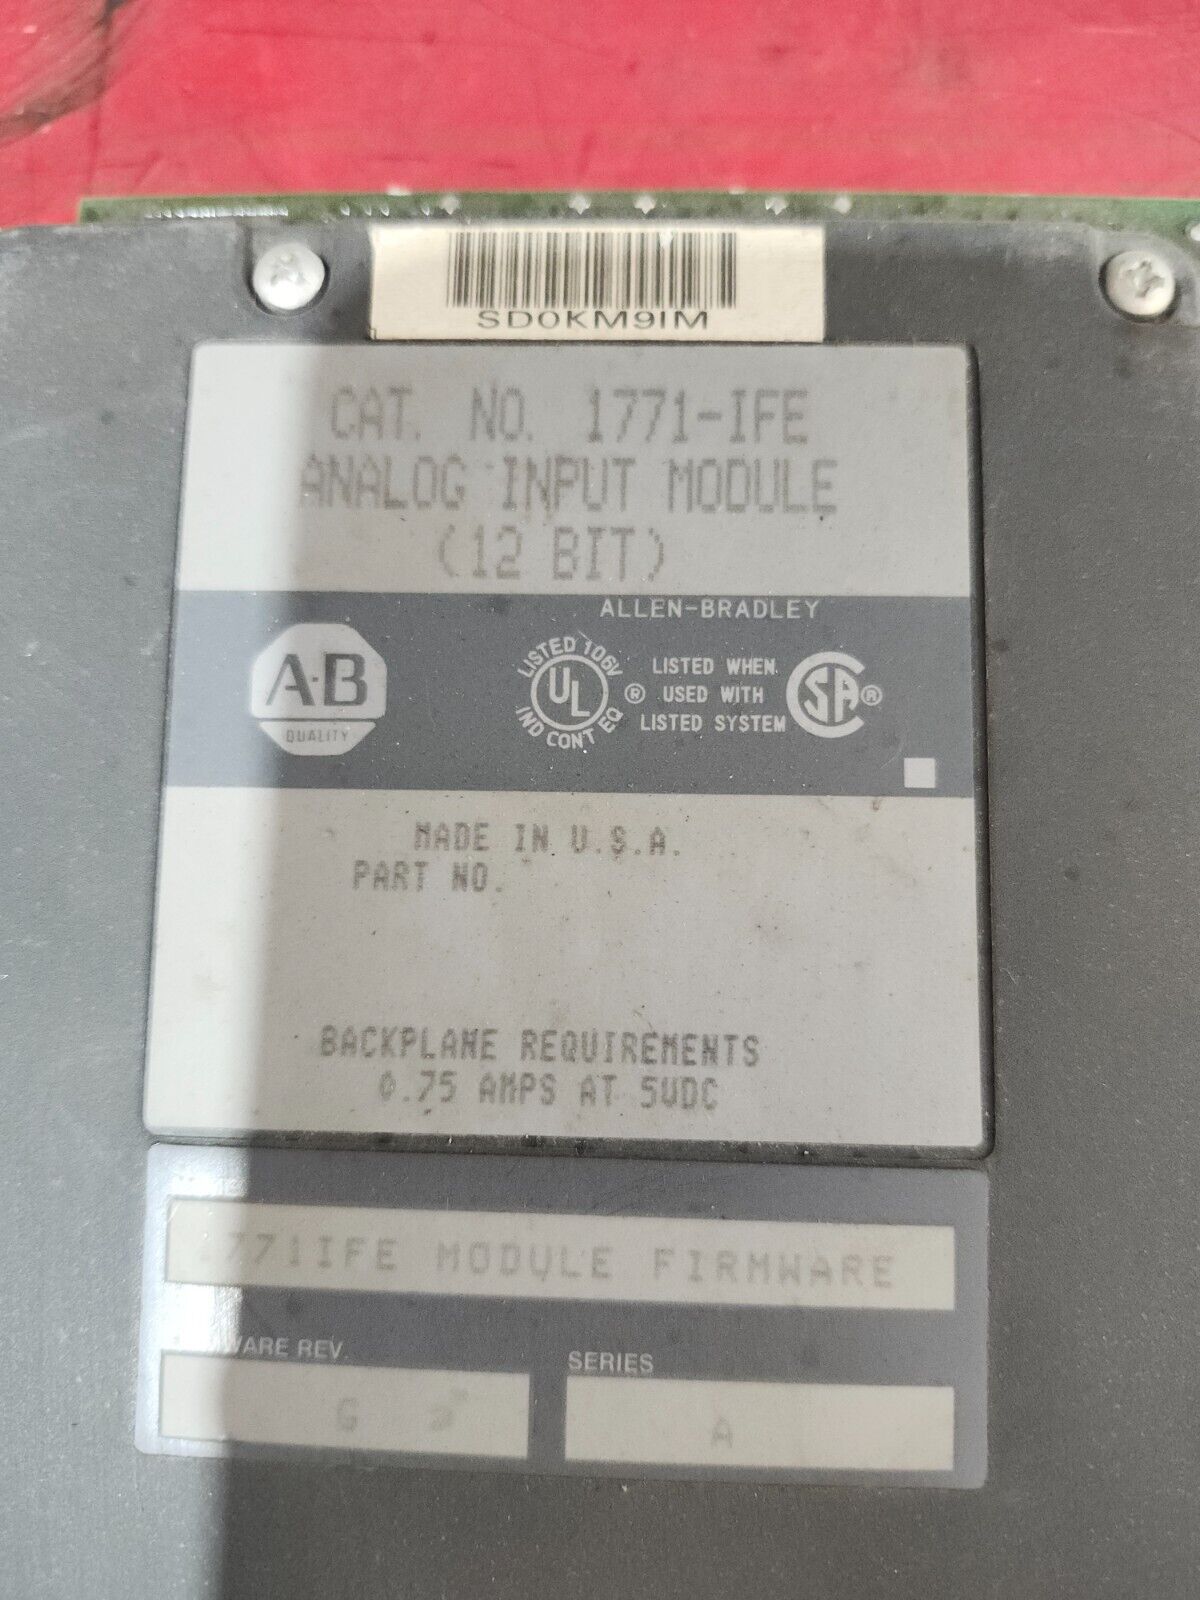 SD0KM9IM
CAT. NO. 1771-IFE
ANALOG INPUT MODULE
(12 BIT)
ALLEN-BRADLEY
A-B
QUALITY
LISTED 106V
UL
IND CONT EQ
®
LISTED WHEN
USED WITH
LISTED SYSTEM
SA ®
MADE IN U.S.A.
PART NO.
BACKPLANE REQUIREMENTS
0.75 AMPS AT 5VDC
1771IFE MODULE FIRMWARE
WARE REV.
SERIES
G
A